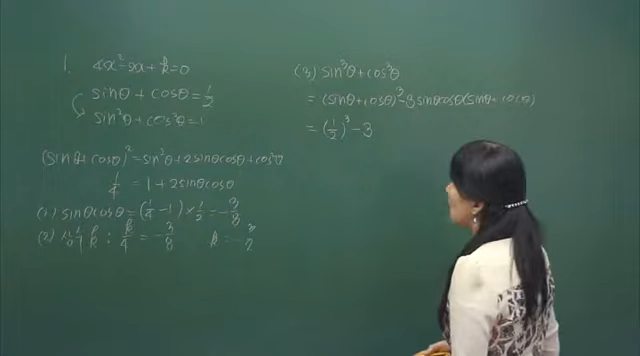 1. 4x²-2x+k=0
sinθ+cosθ=1/2
sin²θ+cos²θ=1
(sinθ+cosθ)²=sin²θ+2sinθcosθ+cos²θ
1/4 = 1+2sinθcosθ
(1) sinθcosθ=(1/4-1)×1/2=-3/8
(2) 상수 k : k/4=-3/8 k=-3/2
(3) sin³θ+cos³θ
=(sinθ+cosθ)³-3sinθcosθ(sinθ+cosθ)
=(1/2)³-3